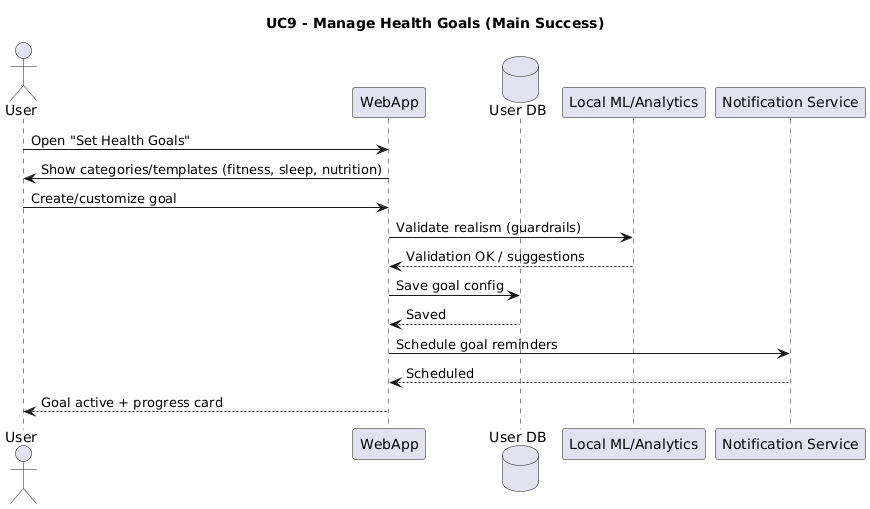 UC9 - Manage Health Goals (Main Success)
User
WebApp
User DB
Local ML/Analytics
Notification Service
Open "Set Health Goals"
Show categories/templates (fitness, sleep, nutrition)
Create/customize goal
Validate realism (guardrails)
Validation OK / suggestions
Save goal config
Saved
Schedule goal reminders
Scheduled
Goal active + progress card
User
WebApp
User DB
Local ML/Analytics
Notification Service